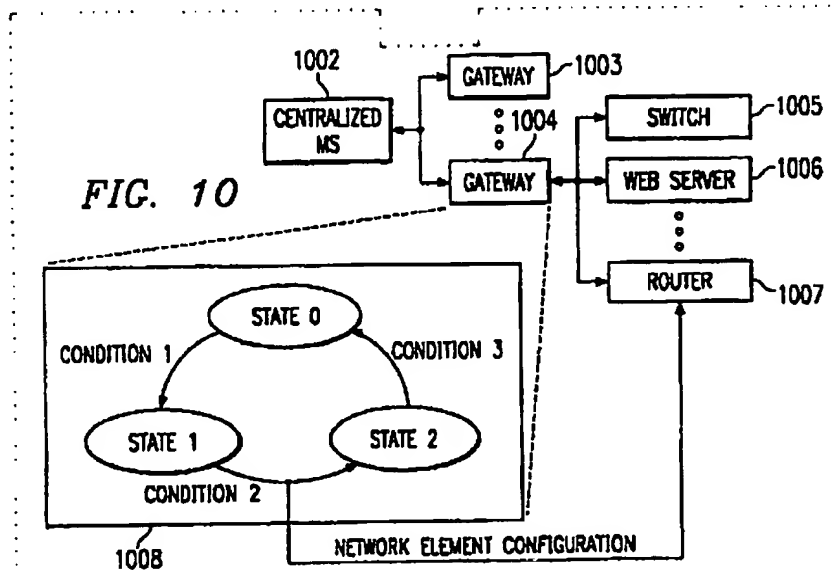 1002
GATEWAY
1003
CENTRALIZED
MS
1004
SWITCH
1005
GATEWAY
WEB SERVER
1006
FIG. 10
ROUTER
1007
STATE 0
CONDITION 1
CONDITION 3
STATE 1
STATE 2
CONDITION 2
1008
NETWORK ELEMENT CONFIGURATION